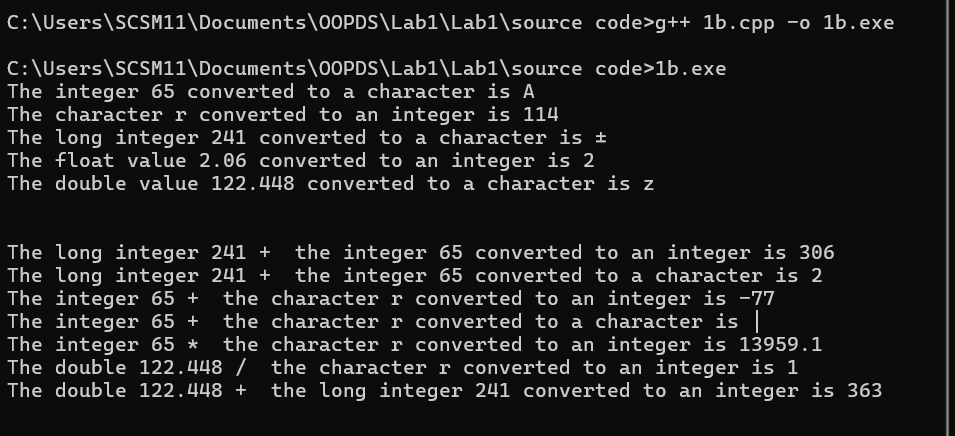 C:\Users\SCSM11\Documents\OOPDS\Lab1\Lab1\source code>g++ 1b.cpp -o 1b.exe
C:\Users\SCSM11\Documents\OOPDS\Lab1\Lab1\source code>1b.exe
The integer 65 converted to a character is A
The character r converted to an integer is 114
The long integer 241 converted to a character is ±
The float value 2.06 converted to an integer is 2
The double value 122.448 converted to a character is z
The long integer 241 +  the integer 65 converted to an integer is 306
The long integer 241 +  the integer 65 converted to a character is 2
The integer 65 +  the character r converted to an integer is -77
The integer 65 +  the character r converted to a character is │
The integer 65 *  the character r converted to an integer is 13959.1
The double 122.448 /  the character r converted to an integer is 1
The double 122.448 +  the long integer 241 converted to an integer is 363